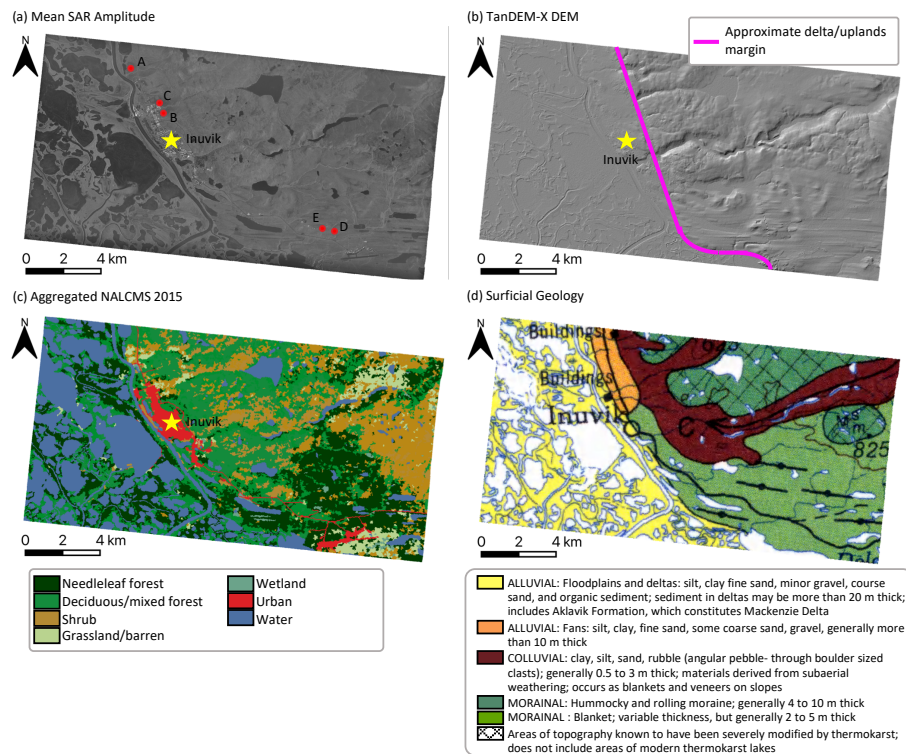 (a) Mean SAR Amplitude
N
A
C
B
Inuvik
E
D
0 2 4 km
(b) TanDEM-X DEM
Approximate delta/uplands
margin
N
Inuvik
0 2 4 km
(c) Aggregated NALCMS 2015
N
Inuvik
0 2 4 km
Needleleaf forest
Deciduous/mixed forest
Shrub
Grassland/barren
Wetland
Urban
Water
(d) Surficial Geology
N
Buildings
Buildings
Inuvik
C
m
825
0 2 4 km
ALLUVIAL: Floodplains and deltas: silt, clay fine sand, minor gravel, course
sand, and organic sediment; sediment in deltas may be more than 20 m thick;
includes Aklavik Formation, which constitutes Mackenzie Delta
ALLUVIAL: Fans: silt, clay, fine sand, some coarse sand, gravel, generally more
than 10 m thick
COLLUVIAL: clay, silt, sand, rubble (angular pebble- through boulder sized
clasts); generally 0.5 to 3 m thick; materials derived from subaerial
weathering; occurs as blankets and veneers on slopes
MORAINAL: Hummocky and rolling moraine; generally 4 to 10 m thick
MORAINAL : Blanket; variable thickness, but generally 2 to 5 m thick
Areas of topography known to have been severely modified by thermokarst;
does not include areas of modern thermokarst lakes